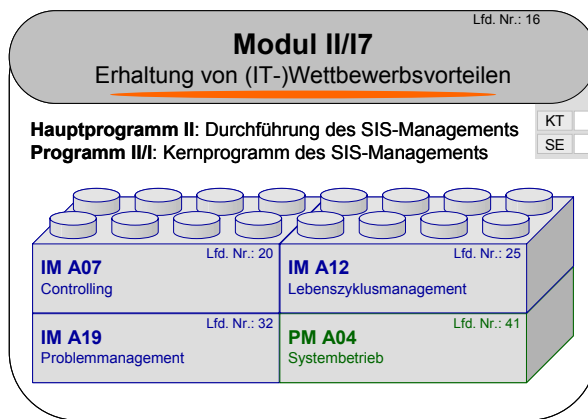 Lfd. Nr.: 16
Modul II/I7
Erhaltung von (IT-)Wettbewerbsvorteilen
Hauptprogramm II: Durchführung des SIS-Managements
Programm II/I: Kernprogramm des SIS-Managements
KT
SE
Lfd. Nr.: 20
IM A07
Controlling
Lfd. Nr.: 25
IM A12
Lebenszyklusmanagement
Lfd. Nr.: 32
IM A19
Problemmanagement
Lfd. Nr.: 41
PM A04
Systembetrieb